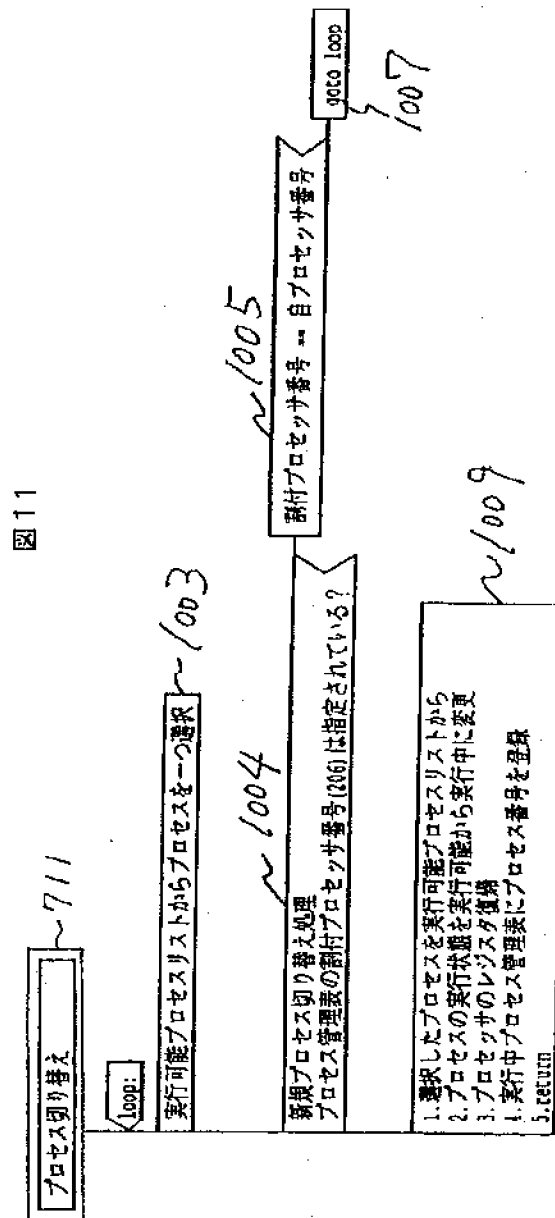 図11
プロセス切り替え
711
loop:
実行可能プロセスリストからプロセスを一つ選択
1003
1004
新規プロセス切り替え処理
プロセス管理表の割付プロセッサ番号(206)は指定されている?
1005
割付プロセッサ番号 == 自プロセッサ番号
goto loop
1007
1.選択したプロセスを実行可能プロセスリストから
2.プロセスの実行状態を実行可能から実行中に変更
3.プロセッサのレジスタ復帰
4.実行中プロセス管理表にプロセス番号を登録
5.return
1009